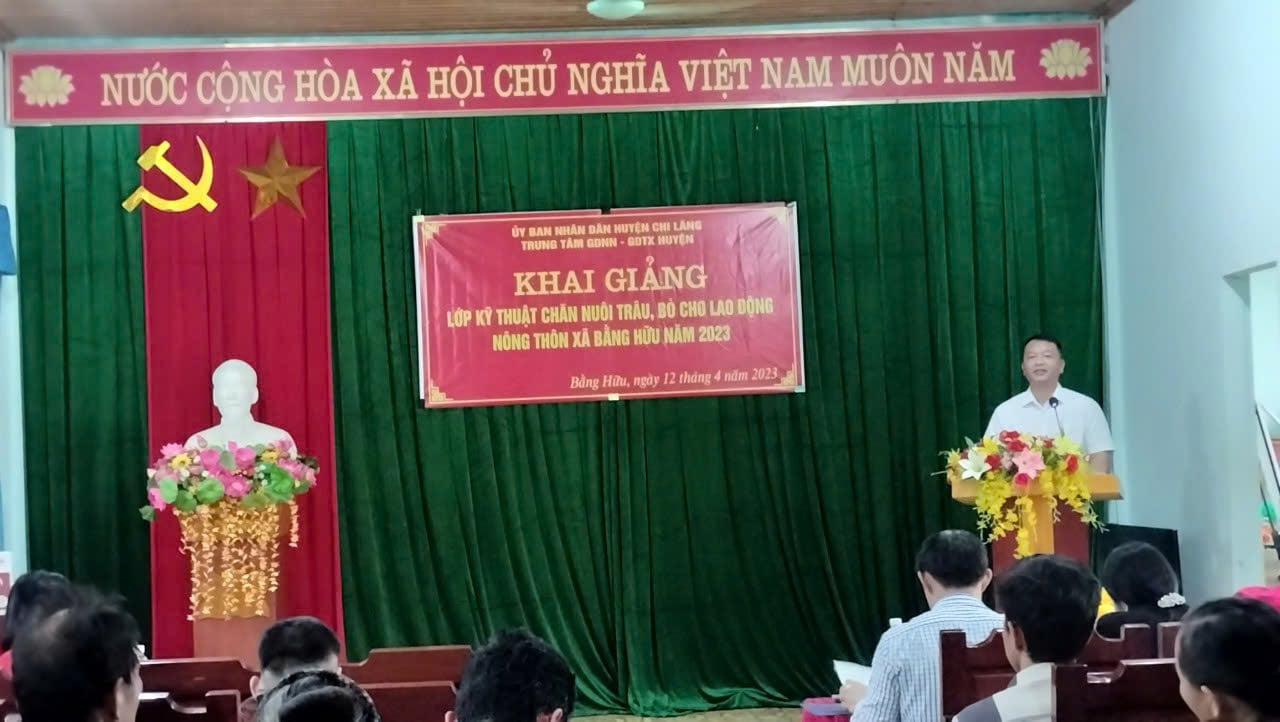 NƯỚC CỘNG HÒA XÃ HỘI CHỦ NGHĨA VIỆT NAM MUÔN NĂM
ỦY BAN NHÂN DÂN HUYỆN CHI LĂNG
TRUNG TÂM GDNN - GDTX HUYỆN
KHAI GIẢNG
LỚP KỸ THUẬT CHĂN NUÔI TRÂU, BÒ CHO LAO ĐỘNG
NÔNG THÔN XÃ BẰNG HỮU NĂM 2023
Bằng Hữu, ngày 12 tháng 4 năm 2023